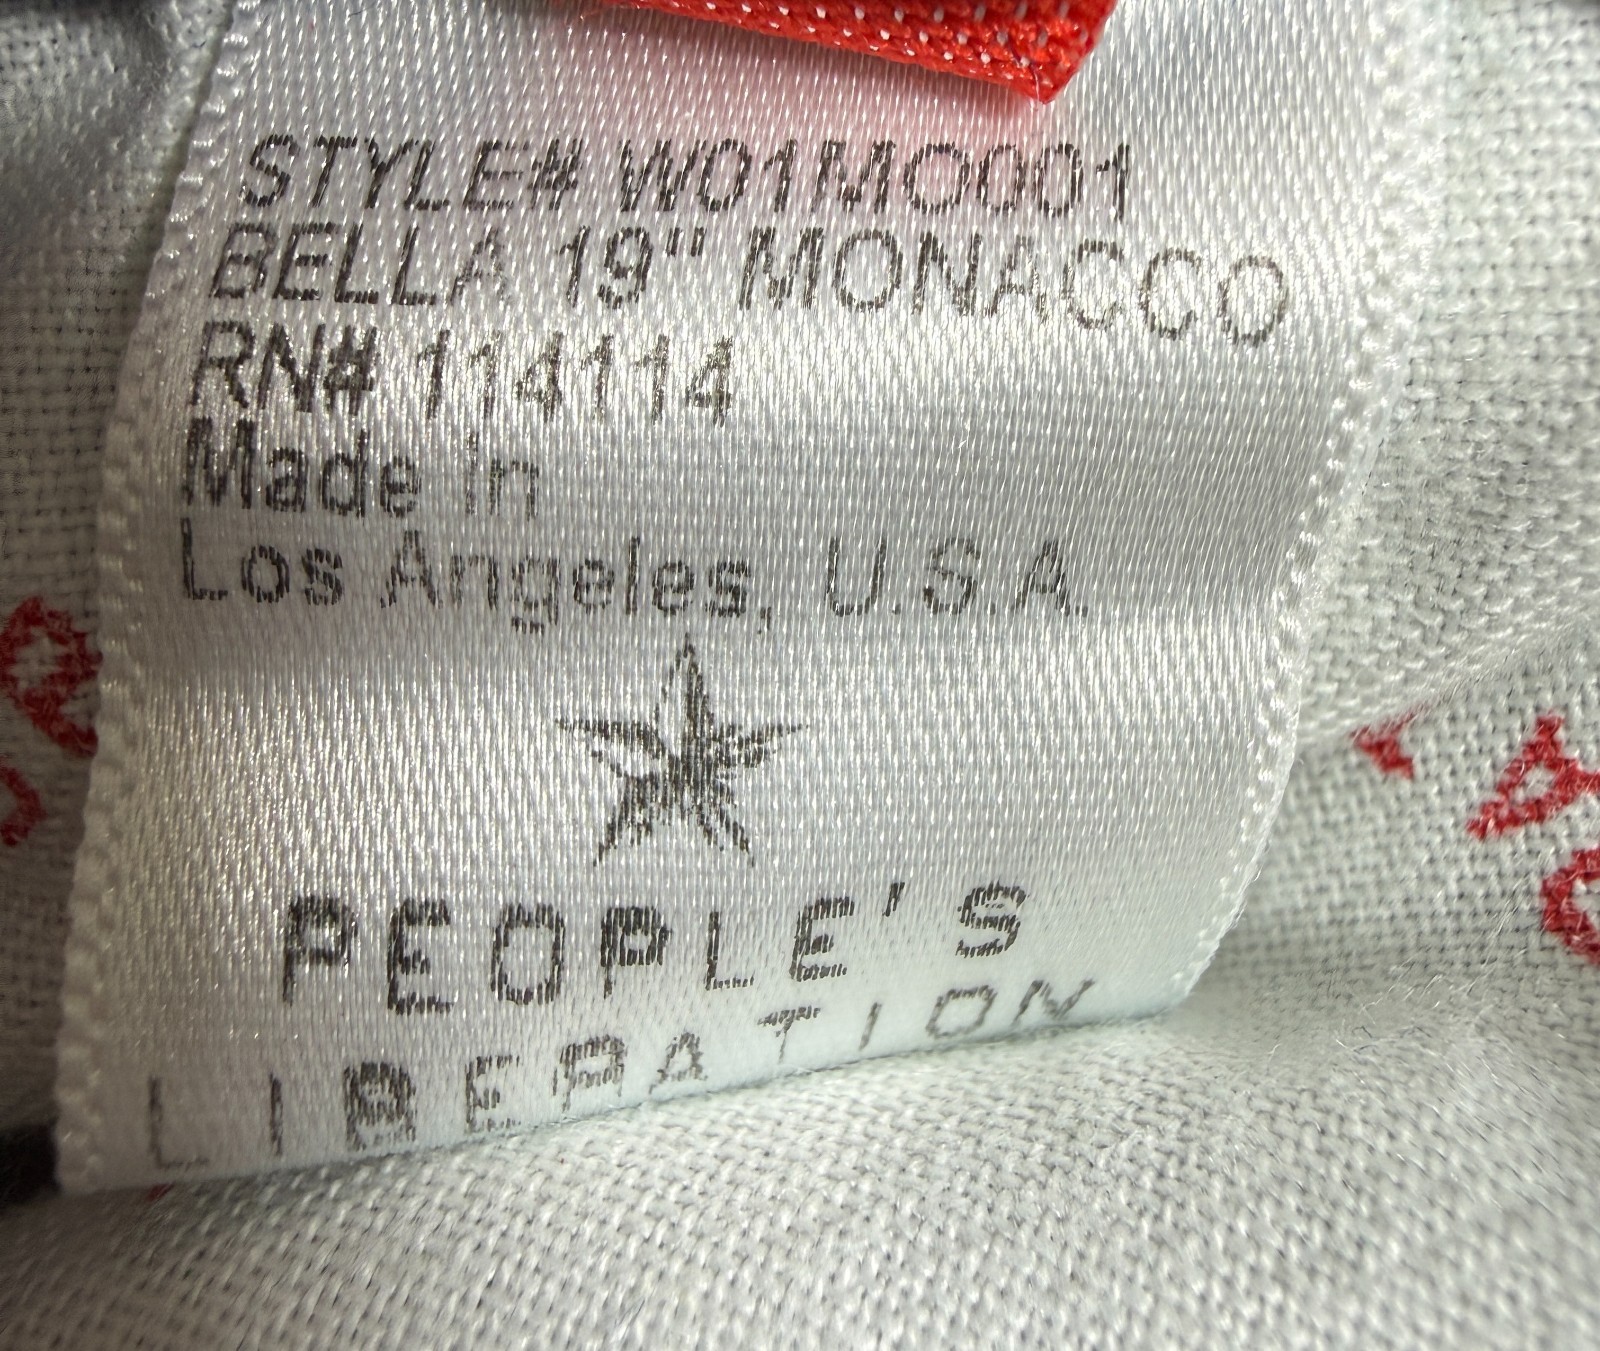 STYLE# W01MO001
BELLA 19" MONACCO
RN# 114114
Made in
Los Angeles, U.S.A.
PEOPLE'S
LIBERATION